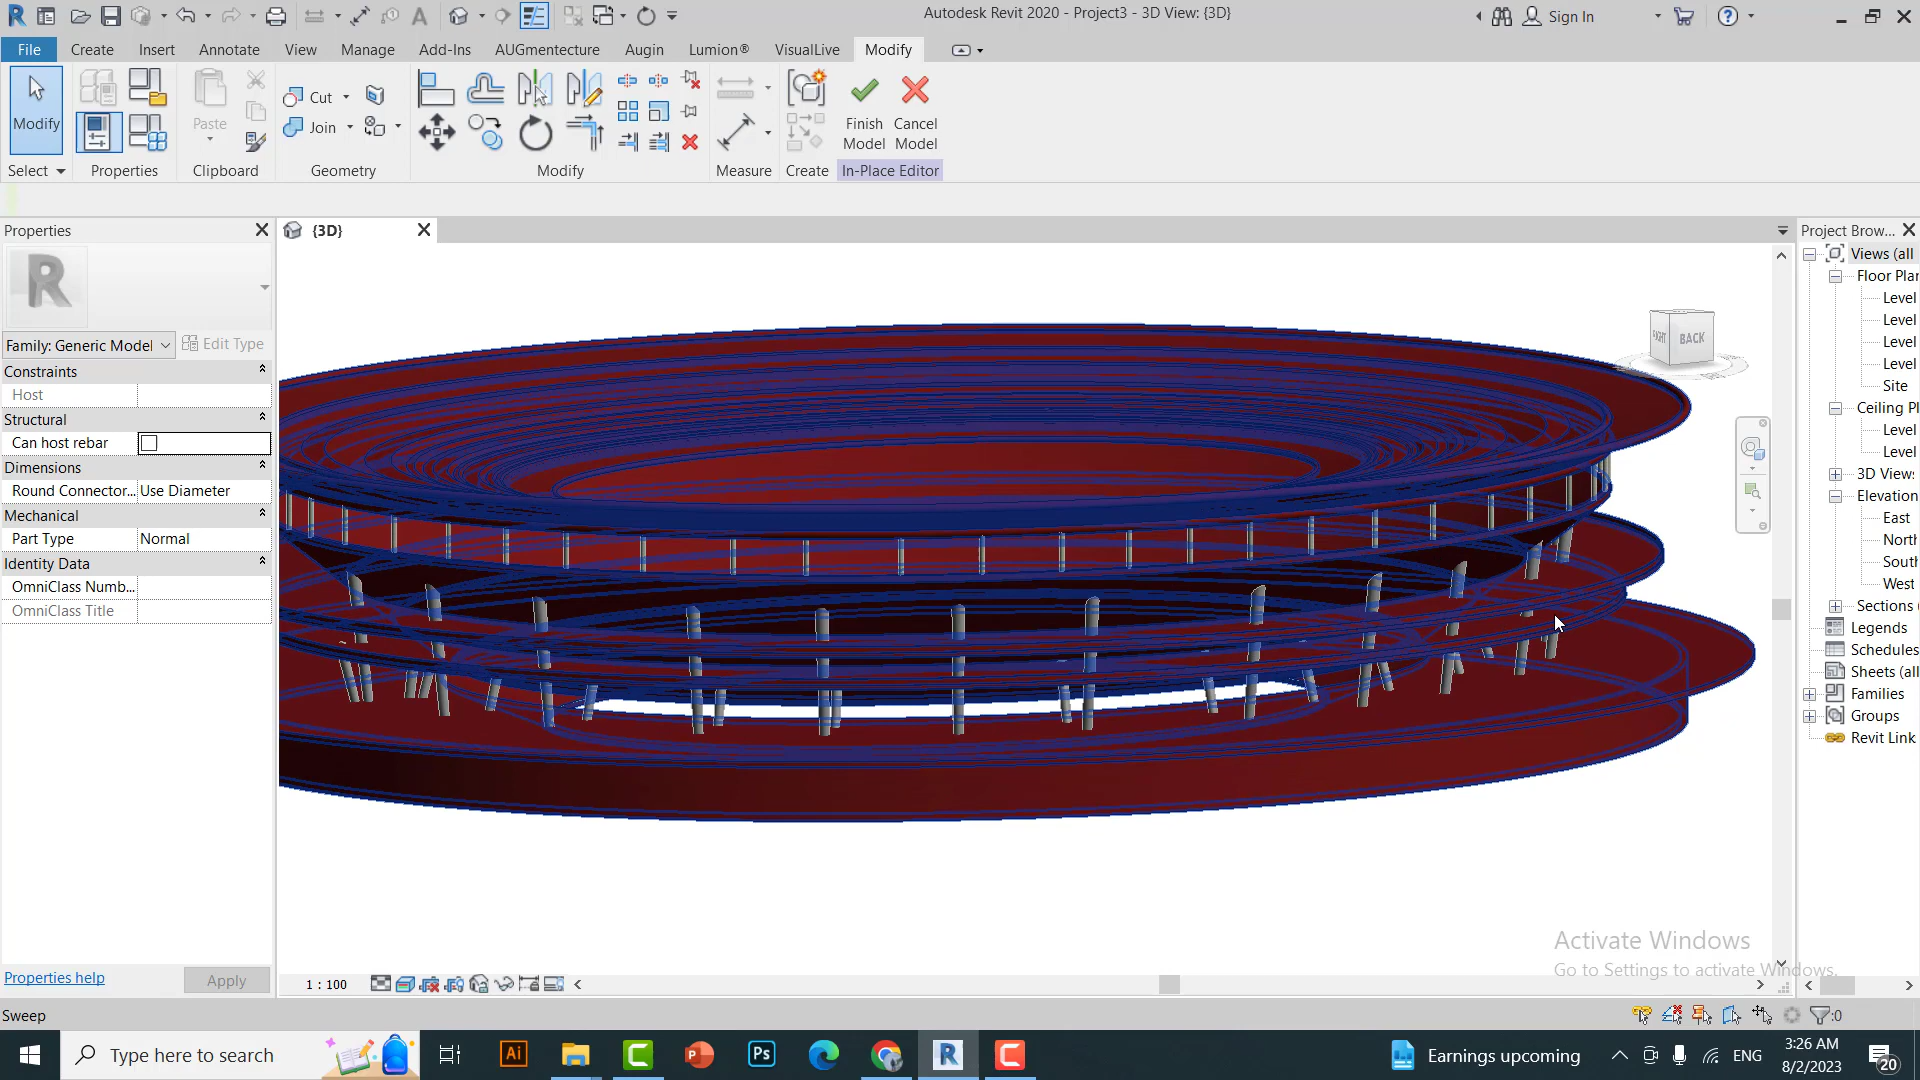 Autodesk Revit 2020 - Project3 - 3D View: {3D}
Sign In
File
Create
Insert
Annotate
View
Manage
Add-Ins
AUGmentecture
Augin
Lumion®
VisualLive
Modify
Modify
Paste
Cut
Join
Finish
Model
Cancel
Model
Select
Properties
Clipboard
Geometry
Modify
Measure
Create
In-Place Editor
Properties
{3D}
Project Brow...
R
Family: Generic Model
Edit Type
Constraints
Host
Structural
Can host rebar
Dimensions
Round Connector...
Use Diameter
Mechanical
Part Type
Normal
Identity Data
OmniClass Numb...
OmniClass Title
RIGHT
BACK
Views (all
Floor Plan
Level
Level
Level
Level
Site
Ceiling Pl
Level
Level
3D Views
Elevation
East
North
South
West
Sections (
Legends
Schedules
Sheets (all
Families
Groups
Revit Link
Activate Windows
Go to Settings to activate Windows.
Properties help
Apply
1 : 100
Sweep
:0
Type here to search
Ai
Ps
R
Earnings upcoming
ENG
3:26 AM
8/2/2023
20